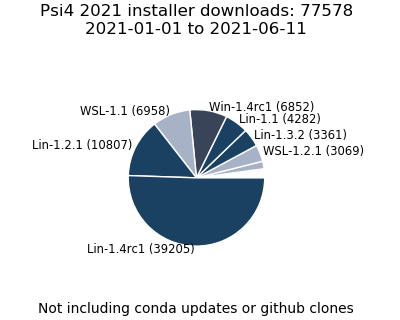 Psi4 2021 installer downloads: 77578
2021-01-01 to 2021-06-11
WSL-1.1 (6958)
Win-1.4rc1 (6852)
Lin-1.1 (4282)
Lin-1.3.2 (3361)
Lin-1.2.1 (10807)
WSL-1.2.1 (3069)
Lin-1.4rc1 (39205)
Not including conda updates or github clones